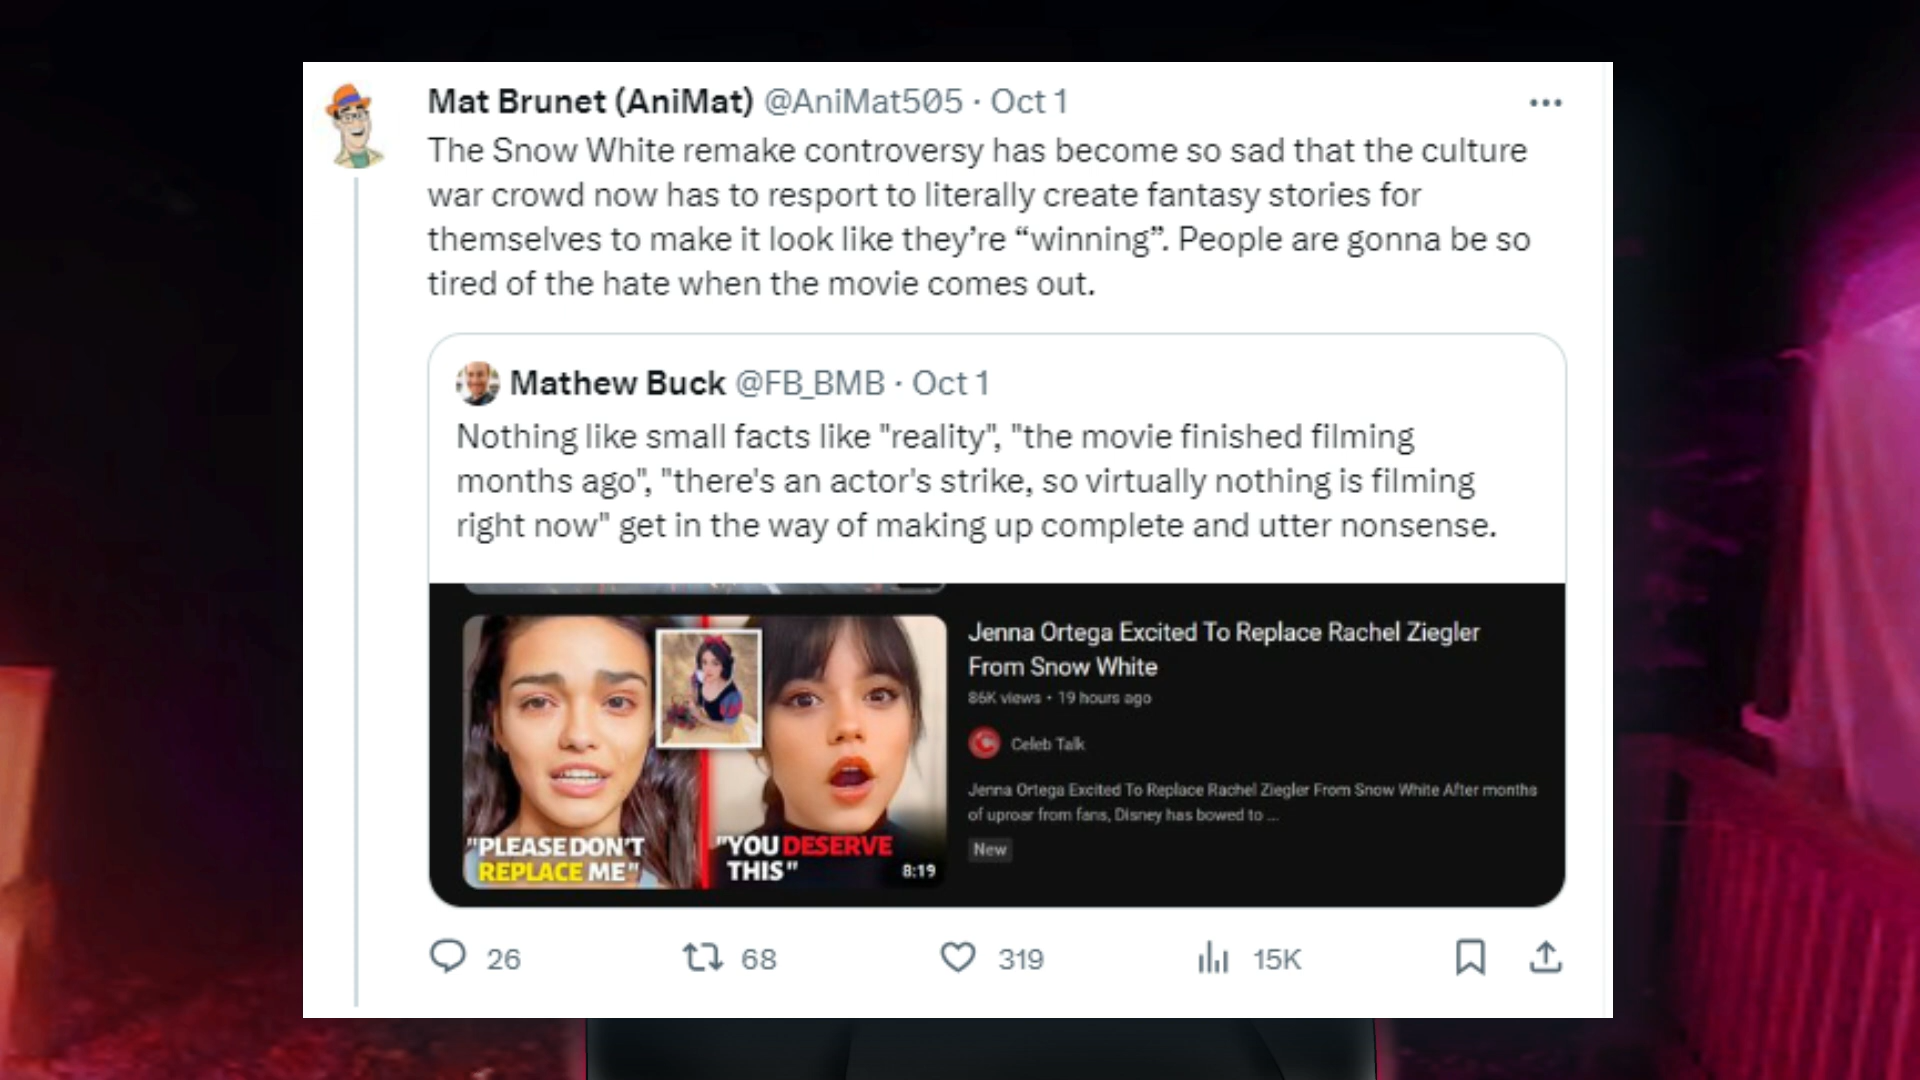 Mat Brunet (AniMat) @AniMat505 · Oct 1
The Snow White remake controversy has become so sad that the culture
war crowd now has to resport to literally create fantasy stories for
themselves to make it look like they’re “winning”. People are gonna be so
tired of the hate when the movie comes out.
Mathew Buck @FB_BMB · Oct 1
Nothing like small facts like "reality", "the movie finished filming
months ago", "there's an actor's strike, so virtually nothing is filming
right now" get in the way of making up complete and utter nonsense.
"PLEASE DON'T
REPLACE ME"
"YOU DESERVE
THIS"
8:19
Jenna Ortega Excited To Replace Rachel Ziegler
From Snow White
86K views • 19 hours ago
Celeb Talk
Jenna Ortega Excited To Replace Rachel Ziegler From Snow White After months
of uproar from fans, Disney has bowed to ...
New
26 68 319 15K